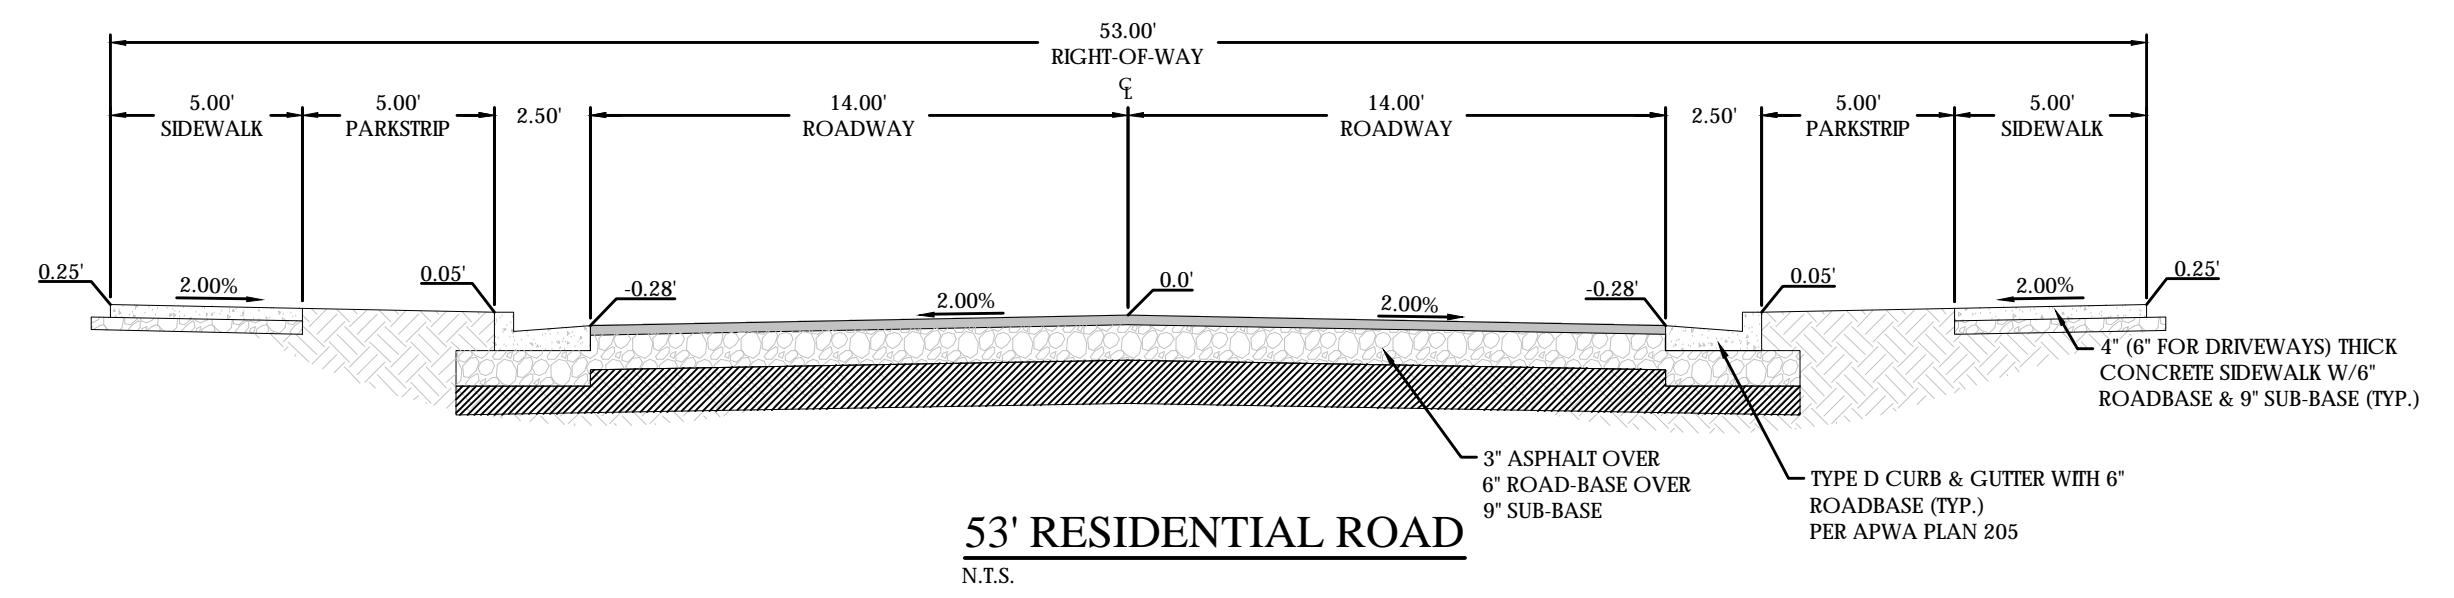 53.00'
RIGHT-OF-WAY
℄
5.00'
SIDEWALK
5.00'
PARKSTRIP
2.50'
14.00'
ROADWAY
14.00'
ROADWAY
2.50'
5.00'
PARKSTRIP
5.00'
SIDEWALK
0.25'
2.00%
0.05'
-0.28'
2.00%
0.0'
2.00%
-0.28'
0.05'
2.00%
0.25'
4" (6" FOR DRIVEWAYS) THICK
CONCRETE SIDEWALK W/6"
ROADBASE & 9" SUB-BASE (TYP.)
3" ASPHALT OVER
6" ROAD-BASE OVER
9" SUB-BASE
TYPE D CURB & GUTTER WITH 6"
ROADBASE (TYP.)
PER APWA PLAN 205
53' RESIDENTIAL ROAD
N.T.S.